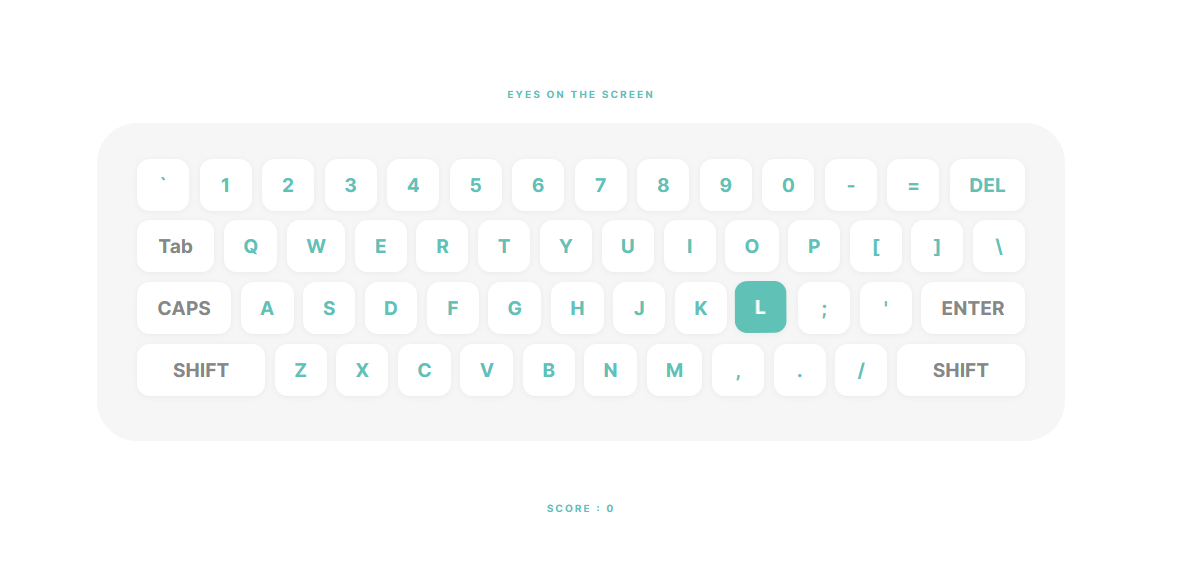 EYES ON THE SCREEN
` 1 2 3 4 5 6 7 8 9 0 - = DEL
Tab Q W E R T Y U I O P [ ] \
CAPS A S D F G H J K L ; ' ENTER
SHIFT Z X C V B N M , . / SHIFT
SCORE : 0